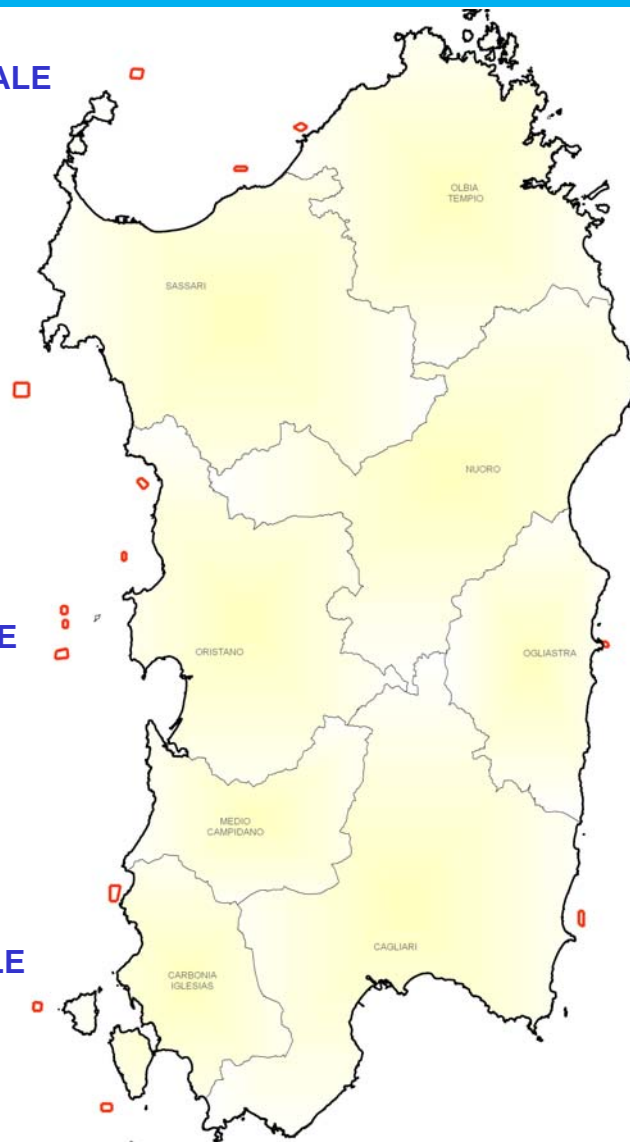 ALE
OLBIA
TEMPIO
SASSARI
NUORO
E
ORISTANO
OGLIASTRA
MEDIO
CAMPIDANO
CAGLIARI
LE
CARBONIA
IGLESIAS